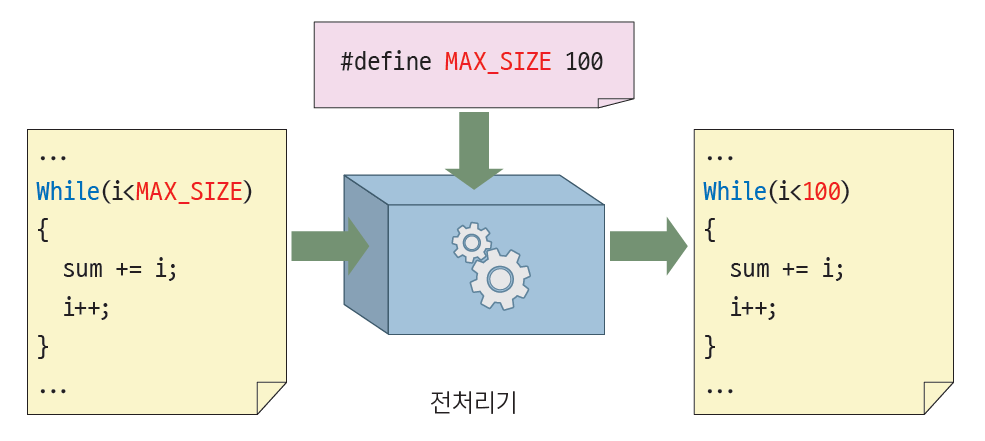 #define MAX_SIZE 100
...
While(i<MAX_SIZE)
{
sum += i;
i++;
}
...
전처리기
...
While(i<100)
{
sum += i;
i++;
}
...